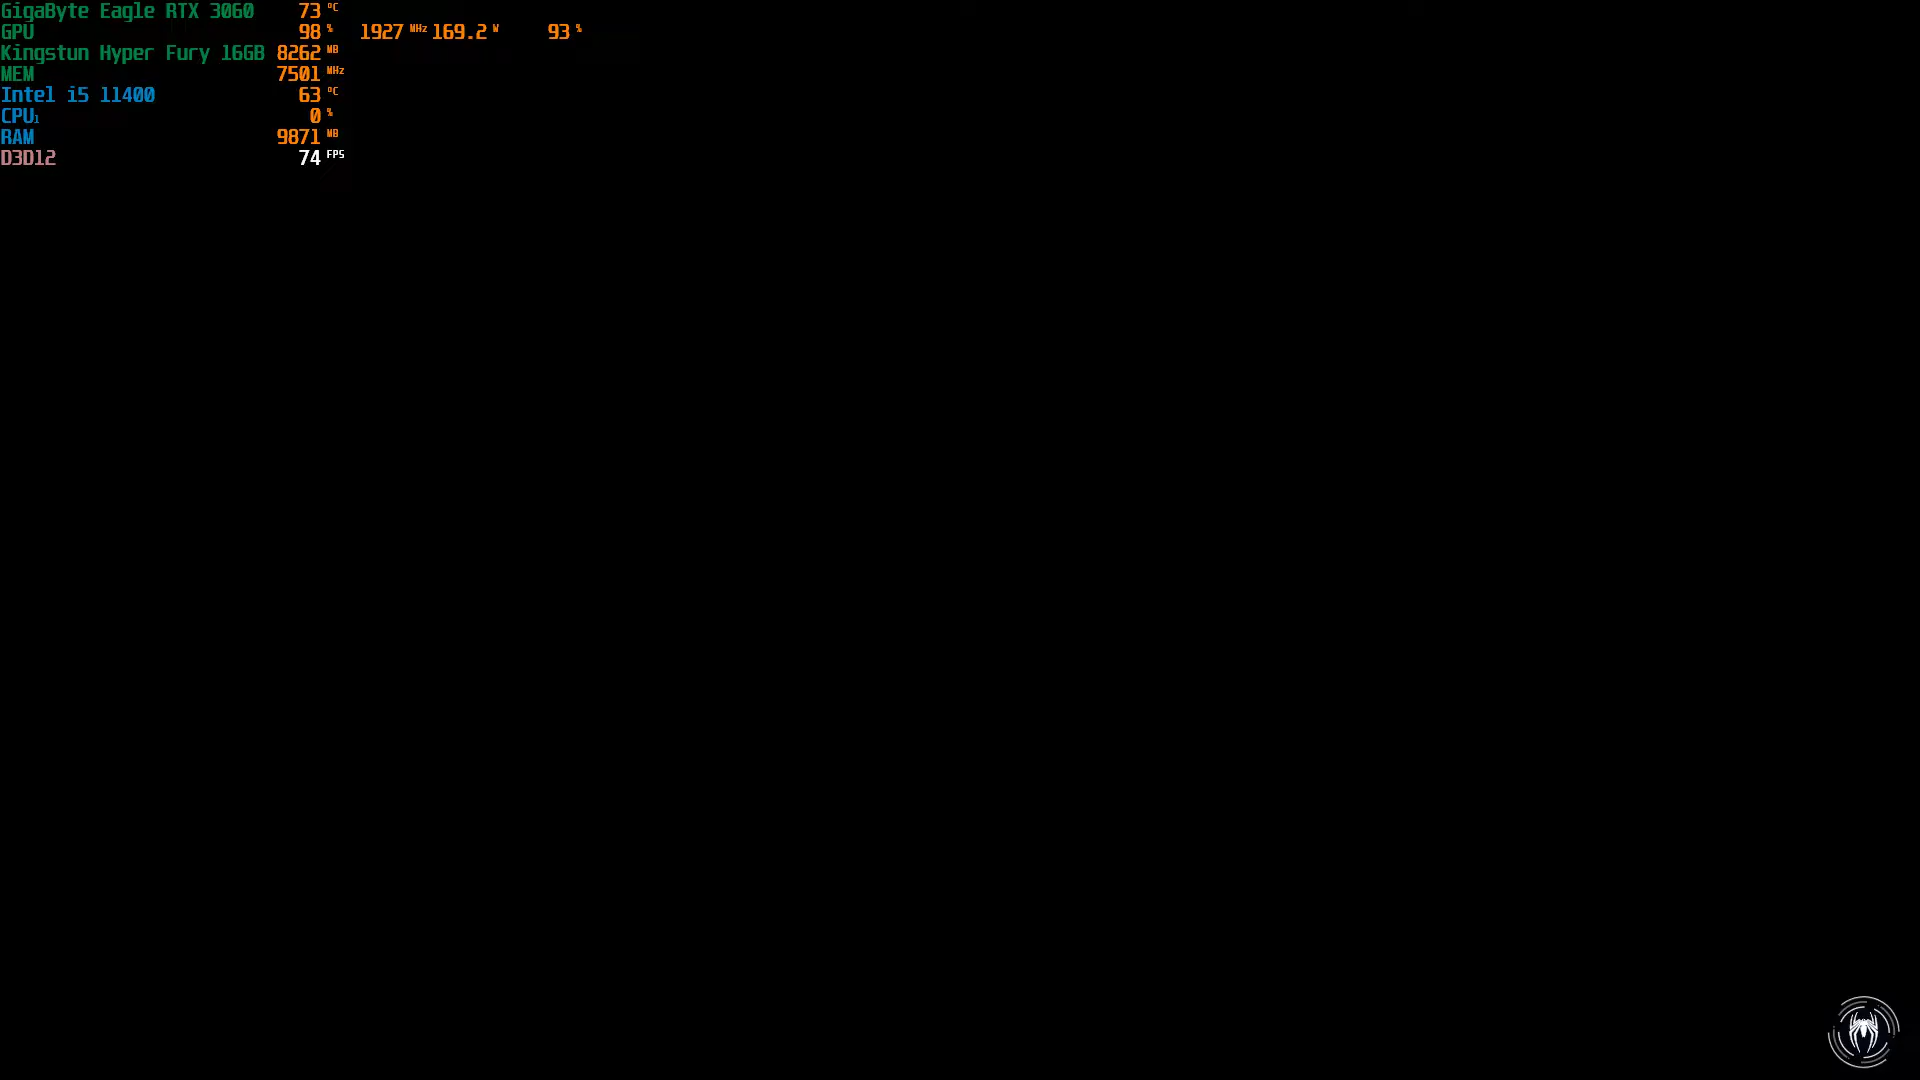 GigaByte Eagle RTX 3060 73 °C
GPU 98 % 1927 MHz 169.2 W 93 %
Kingstun Hyper Fury 16GB 8262 MB
MEM 7501 MHz
Intel i5 11400 63 °C
CPU1 0 %
RAM 9871 MB
D3D12 74 FPS